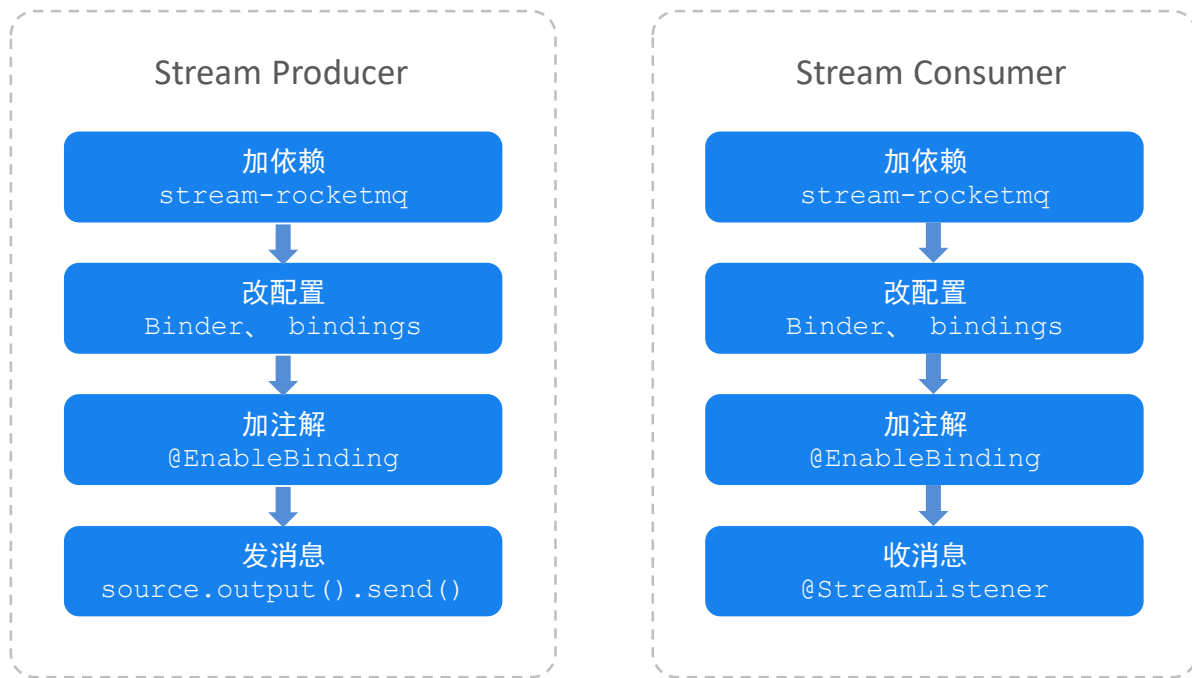 Stream Producer
加依赖
stream-rocketmq
改配置
Binder、 bindings
加注解
@EnableBinding
发消息
source.output().send()
Stream Consumer
加依赖
stream-rocketmq
改配置
Binder、 bindings
加注解
@EnableBinding
收消息
@StreamListener